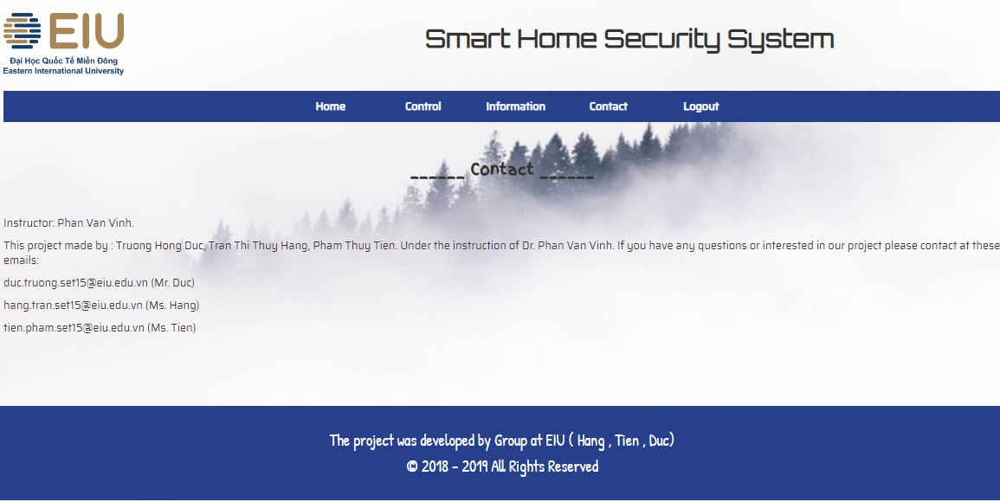 EIU
Đại Học Quốc Tế Miền Đông
Eastern International University
Smart Home Security System
Home Control Information Contact Logout
______ Contact ______
Instructor: Phan Van Vinh.
This project made by : Truong Hong Duc, Tran Thi Thuy Hang, Pham Thuy Tien. Under the instruction of Dr. Phan Van Vinh. If you have any questions or interested in our project please contact at these
emails:
duc.truong.set15@eiu.edu.vn (Mr. Duc)
hang.tran.set15@eiu.edu.vn (Ms. Hang)
tien.pham.set15@eiu.edu.vn (Ms. Tien)
The project was developed by Group at EIU ( Hang , Tien , Duc)
© 2018 - 2019 All Rights Reserved